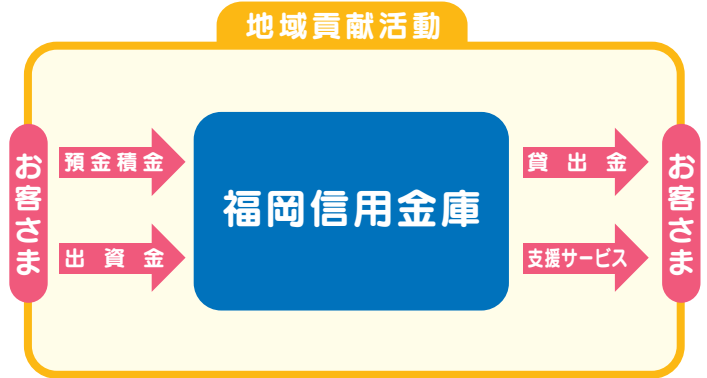 地域貢献活動
お客さま
預金積金
出資金
福岡信用金庫
貸出金
支援サービス
お客さま